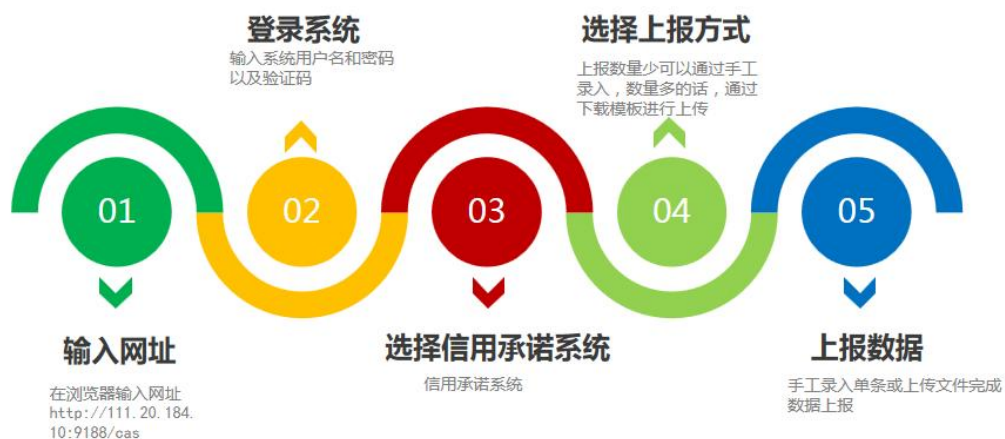 01
输入网址
在浏览器输入网址
http://111.20.184.
10:9188/cas
登录系统
输入系统用户名和密码
以及验证码
02
03
选择信用承诺系统
信用承诺系统
选择上报方式
上报数量少可以通过手工
录入，数量多的话，通过
下载模板进行上传
04
05
上报数据
手工录入单条或上传文件完成
数据上报